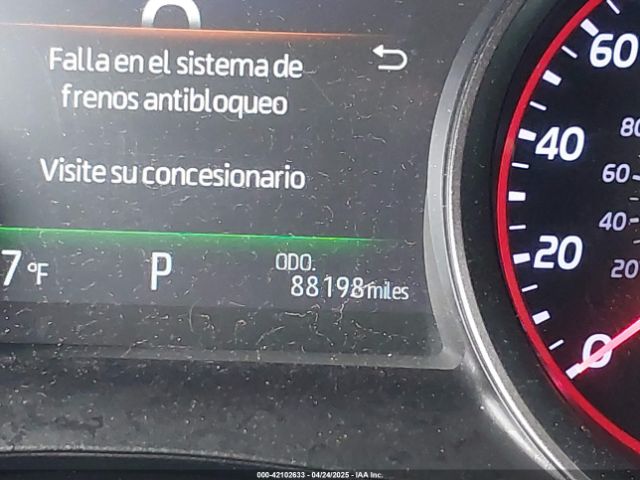 0
Falla en el sistema de
frenos antibloqueo
Visite su concesionario
7 °F
P
ODO.
88198 miles
60
40
20
0
80
60
40
20
000-42102633 - 04/24/2025 - IAA Inc.